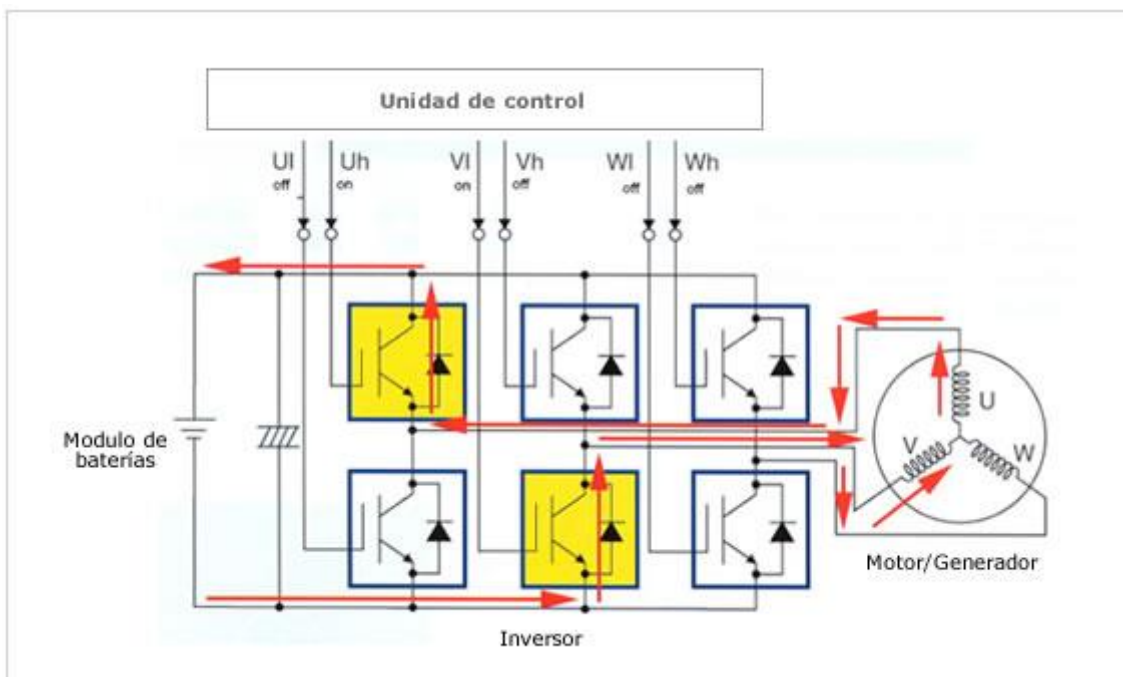 Unidad de control
Ul Uh Vl Vh Wl Wh
off on on off off off
U
V W
Modulo de
baterías
Motor/Generador
Inversor